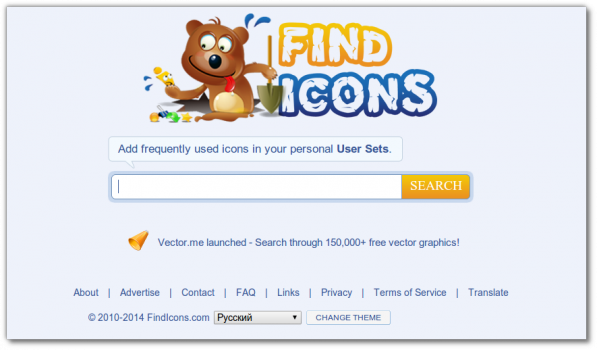 FIND
ICONS
Add frequently used icons in your personal User Sets.
SEARCH
Vector.me launched - Search through 150,000+ free vector graphics!
About | Advertise | Contact | FAQ | Links | Privacy | Terms of Service | Translate
© 2010-2014 FindIcons.com Русский CHANGE THEME